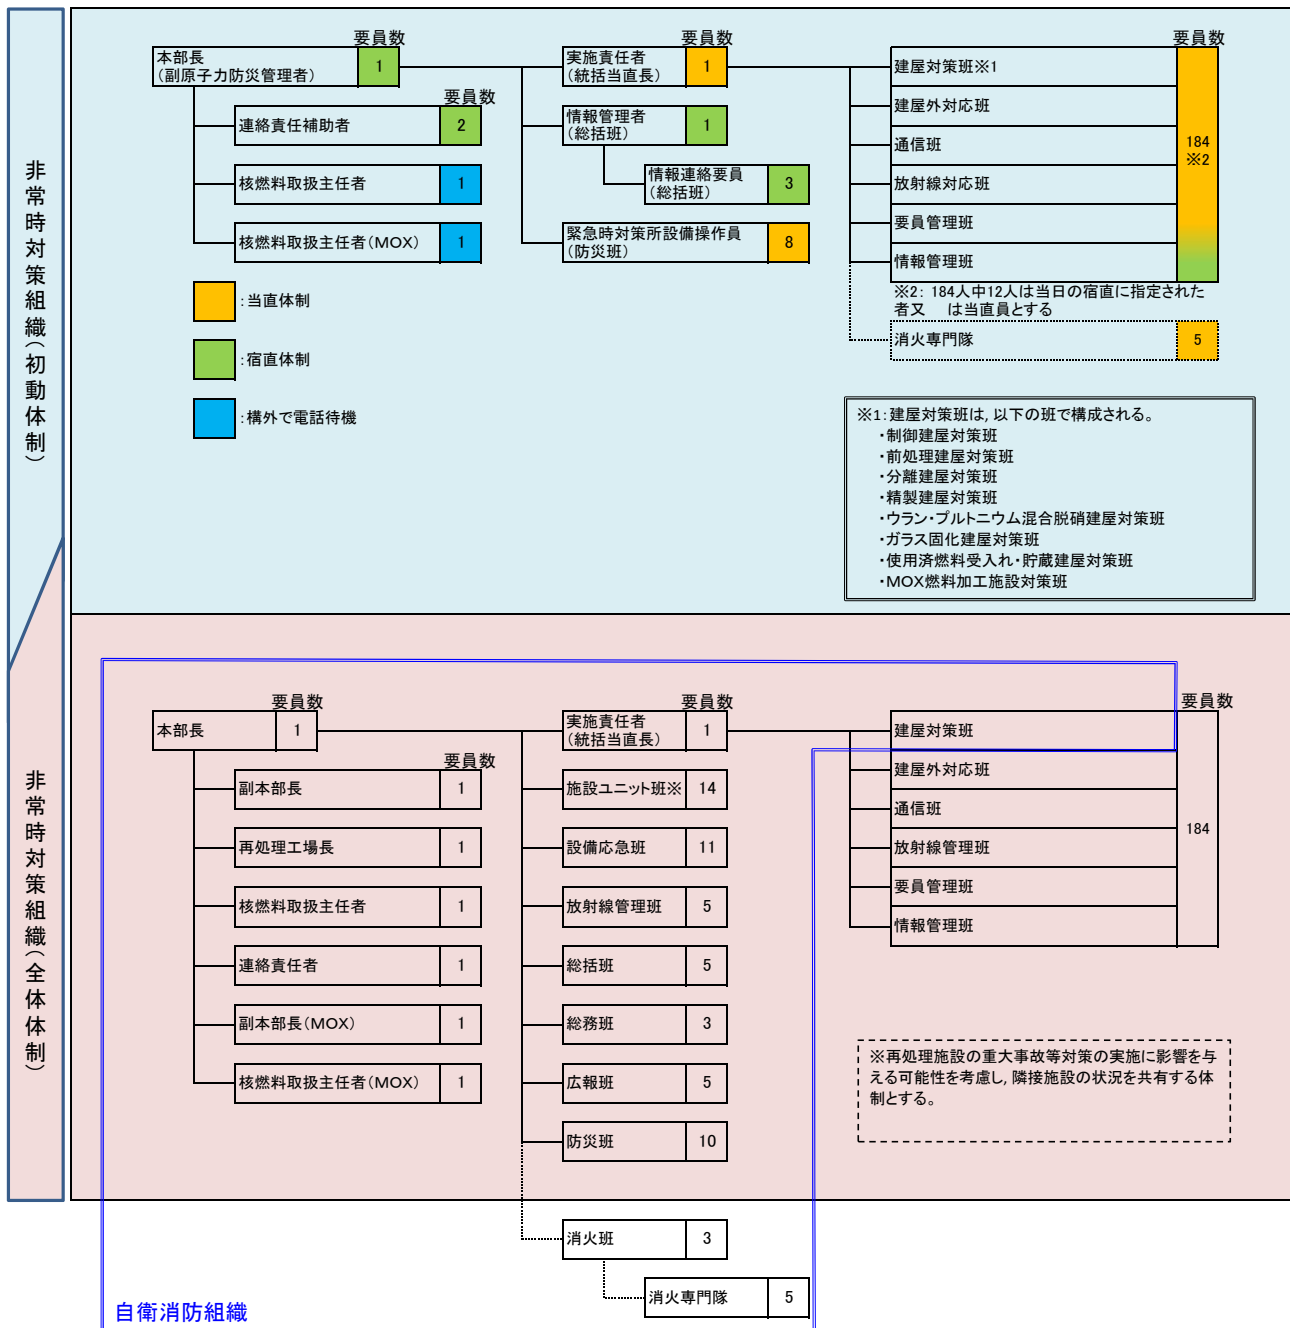 非常時対策組織(初動体制)
要員数
本部長
(副原子力防災管理者)
1
要員数
連絡責任補助者
2
核燃料取扱主任者
1
核燃料取扱主任者(MOX)
1
:当直体制
:宿直体制
:構外で電話待機
要員数
実施責任者
(統括当直長)
1
情報管理者
(総括班)
1
情報連絡要員
(総括班)
3
緊急時対策所設備操作員
(防災班)
8
要員数
建屋対策班※1
建屋外対応班
通信班
放射線対応班
要員管理班
情報管理班
184
※2
※2: 184人中12人は当日の宿直に指定された
者又 は当直員とする
消火専門隊
5
※1:建屋対策班は,以下の班で構成される。
・制御建屋対策班
・前処理建屋対策班
・分離建屋対策班
・精製建屋対策班
・ウラン・プルトニウム混合脱硝建屋対策班
・ガラス固化建屋対策班
・使用済燃料受入れ・貯蔵建屋対策班
・MOX燃料加工施設対策班
非常時対策組織(全体体制)
要員数
本部長
1
要員数
副本部長
1
再処理工場長
1
核燃料取扱主任者
1
連絡責任者
1
副本部長(MOX)
1
核燃料取扱主任者(MOX)
1
要員数
実施責任者
(統括当直長)
1
施設ユニット班※
14
設備応急班
11
放射線管理班
5
総括班
5
総務班
3
広報班
5
防災班
10
消火班
3
消火専門隊
5
要員数
建屋対策班
建屋外対応班
通信班
放射線管理班
要員管理班
情報管理班
184
※再処理施設の重大事故等対策の実施に影響を与
える可能性を考慮し,隣接施設の状況を共有する体
制とする。
自衛消防組織